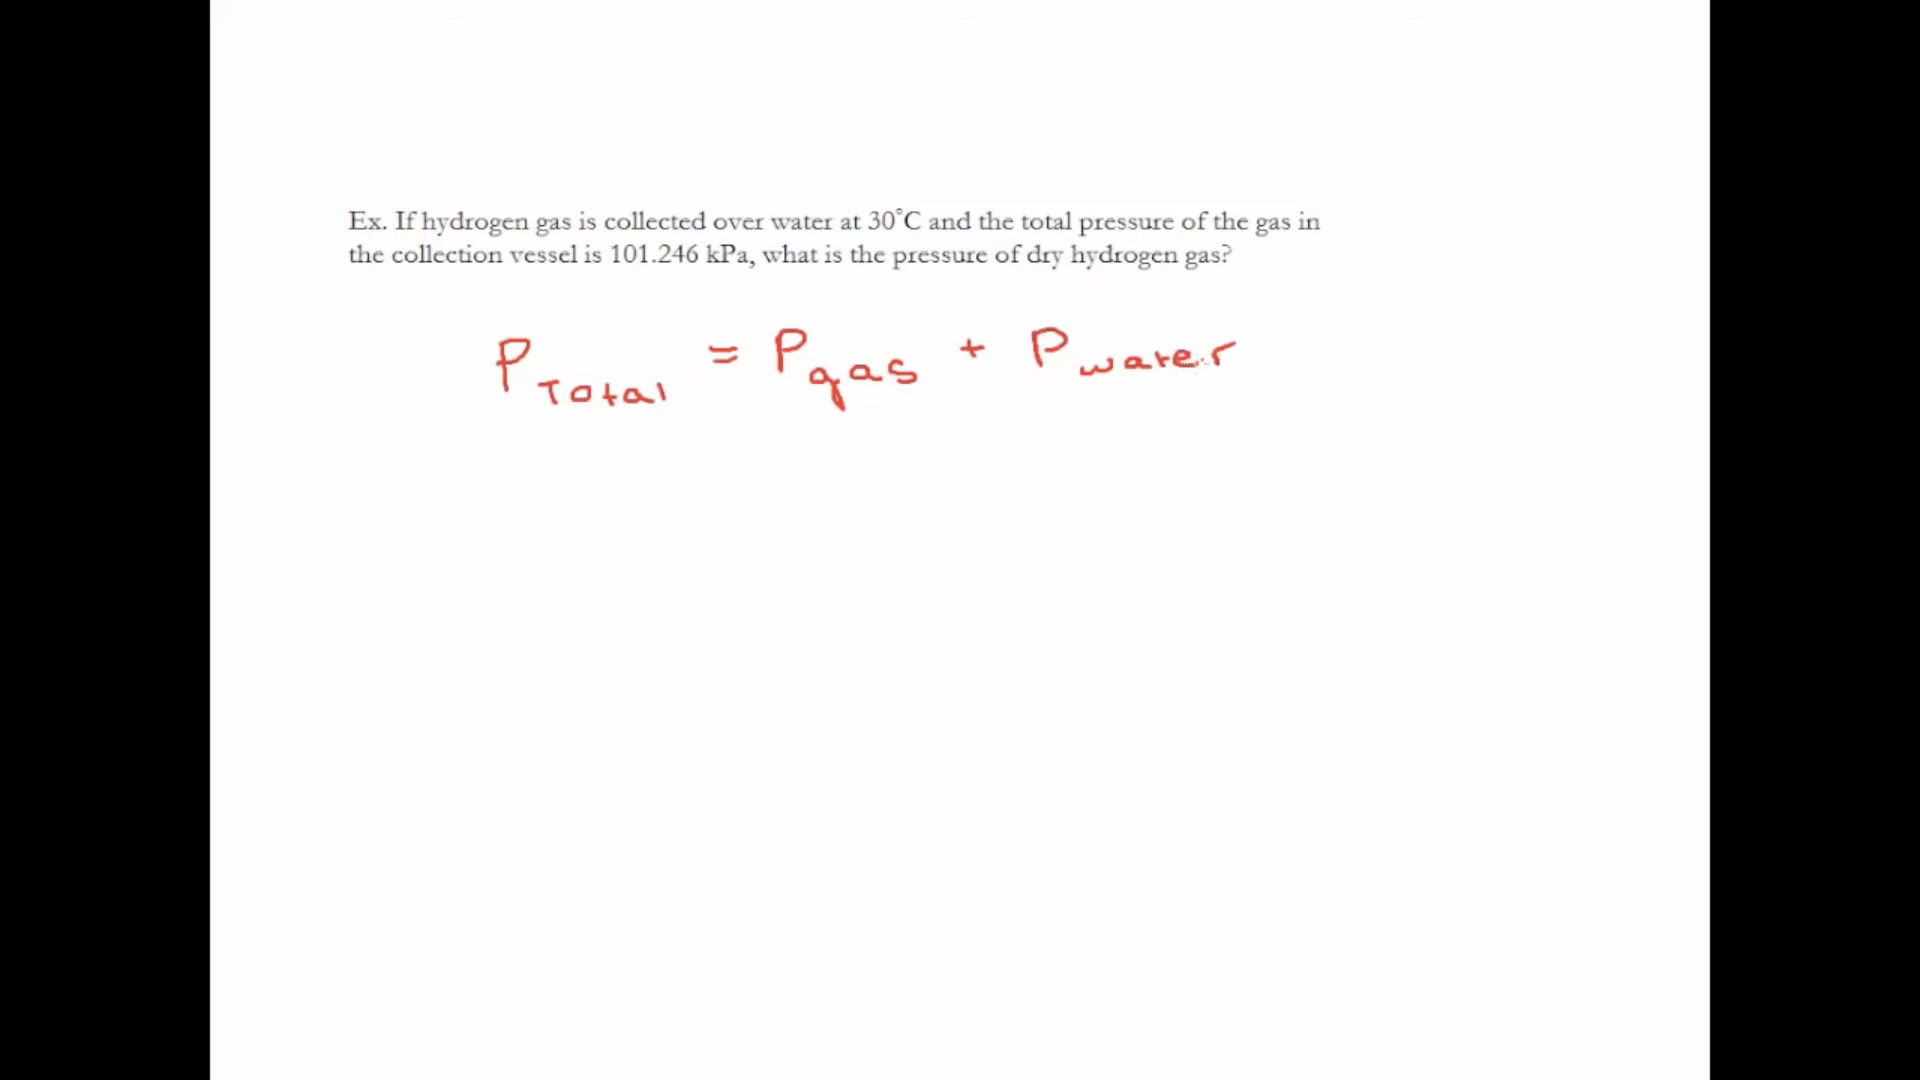 Ex. If hydrogen gas is collected over water at 30°C and the total pressure of the gas in
the collection vessel is 101.246 kPa, what is the pressure of dry hydrogen gas?
P Total = P gas + P water